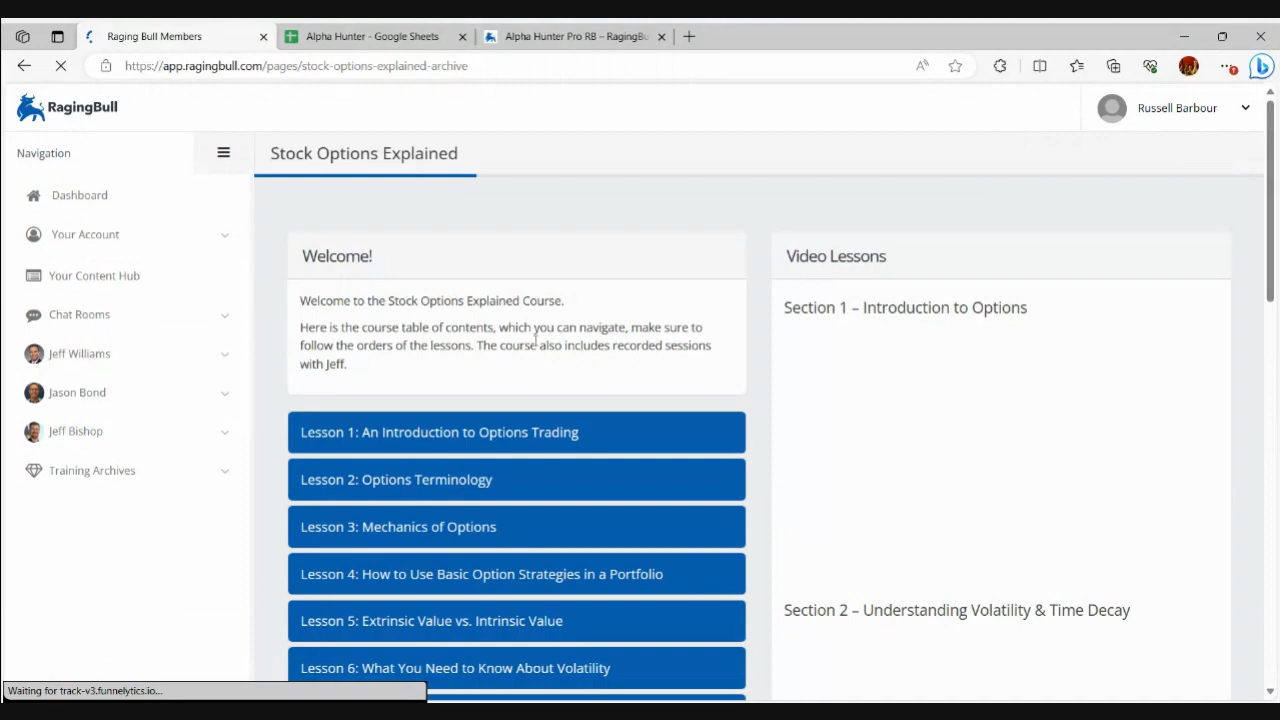 Raging Bull Members
Alpha Hunter - Google Sheets
Alpha Hunter Pro RB – RagingBu
https://app.ragingbull.com/pages/stock-options-explained-archive
RagingBull
Russell Barbour
Navigation
Stock Options Explained
Dashboard
Your Account
Your Content Hub
Chat Rooms
Jeff Williams
Jason Bond
Jeff Bishop
Training Archives
Welcome!
Welcome to the Stock Options Explained Course.
Here is the course table of contents, which you can navigate, make sure to
follow the orders of the lessons. The course also includes recorded sessions
with Jeff.
Lesson 1: An Introduction to Options Trading
Lesson 2: Options Terminology
Lesson 3: Mechanics of Options
Lesson 4: How to Use Basic Option Strategies in a Portfolio
Lesson 5: Extrinsic Value vs. Intrinsic Value
Lesson 6: What You Need to Know About Volatility
Video Lessons
Section 1 – Introduction to Options
Section 2 – Understanding Volatility & Time Decay
Waiting for track-v3.funnelytics.io...